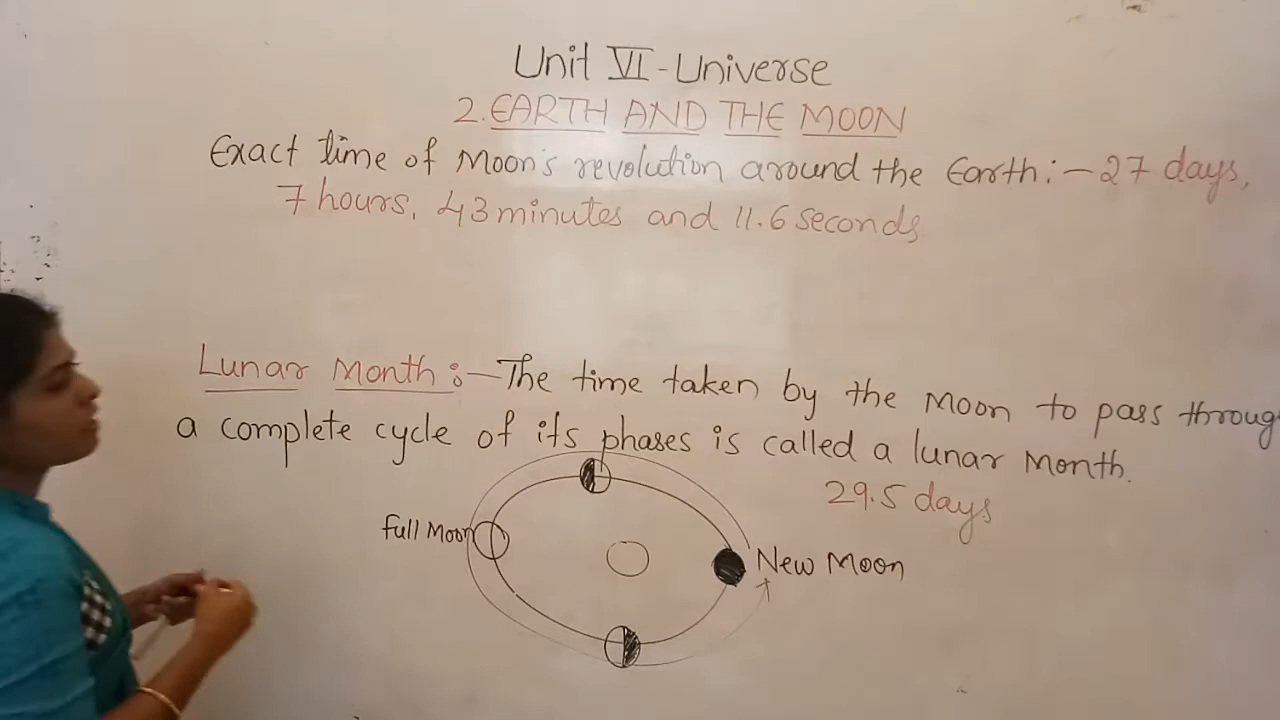 Unit VI - Universe
2. EARTH AND THE MOON
Exact time of Moon's revolution around the Earth :- 27 days,
7 hours, 43 minutes and 11.6 seconds
Lunar Month :- The time taken by the Moon to pass throug
a complete cycle of its phases is called a lunar month.
29.5 days
Full Moon
New Moon